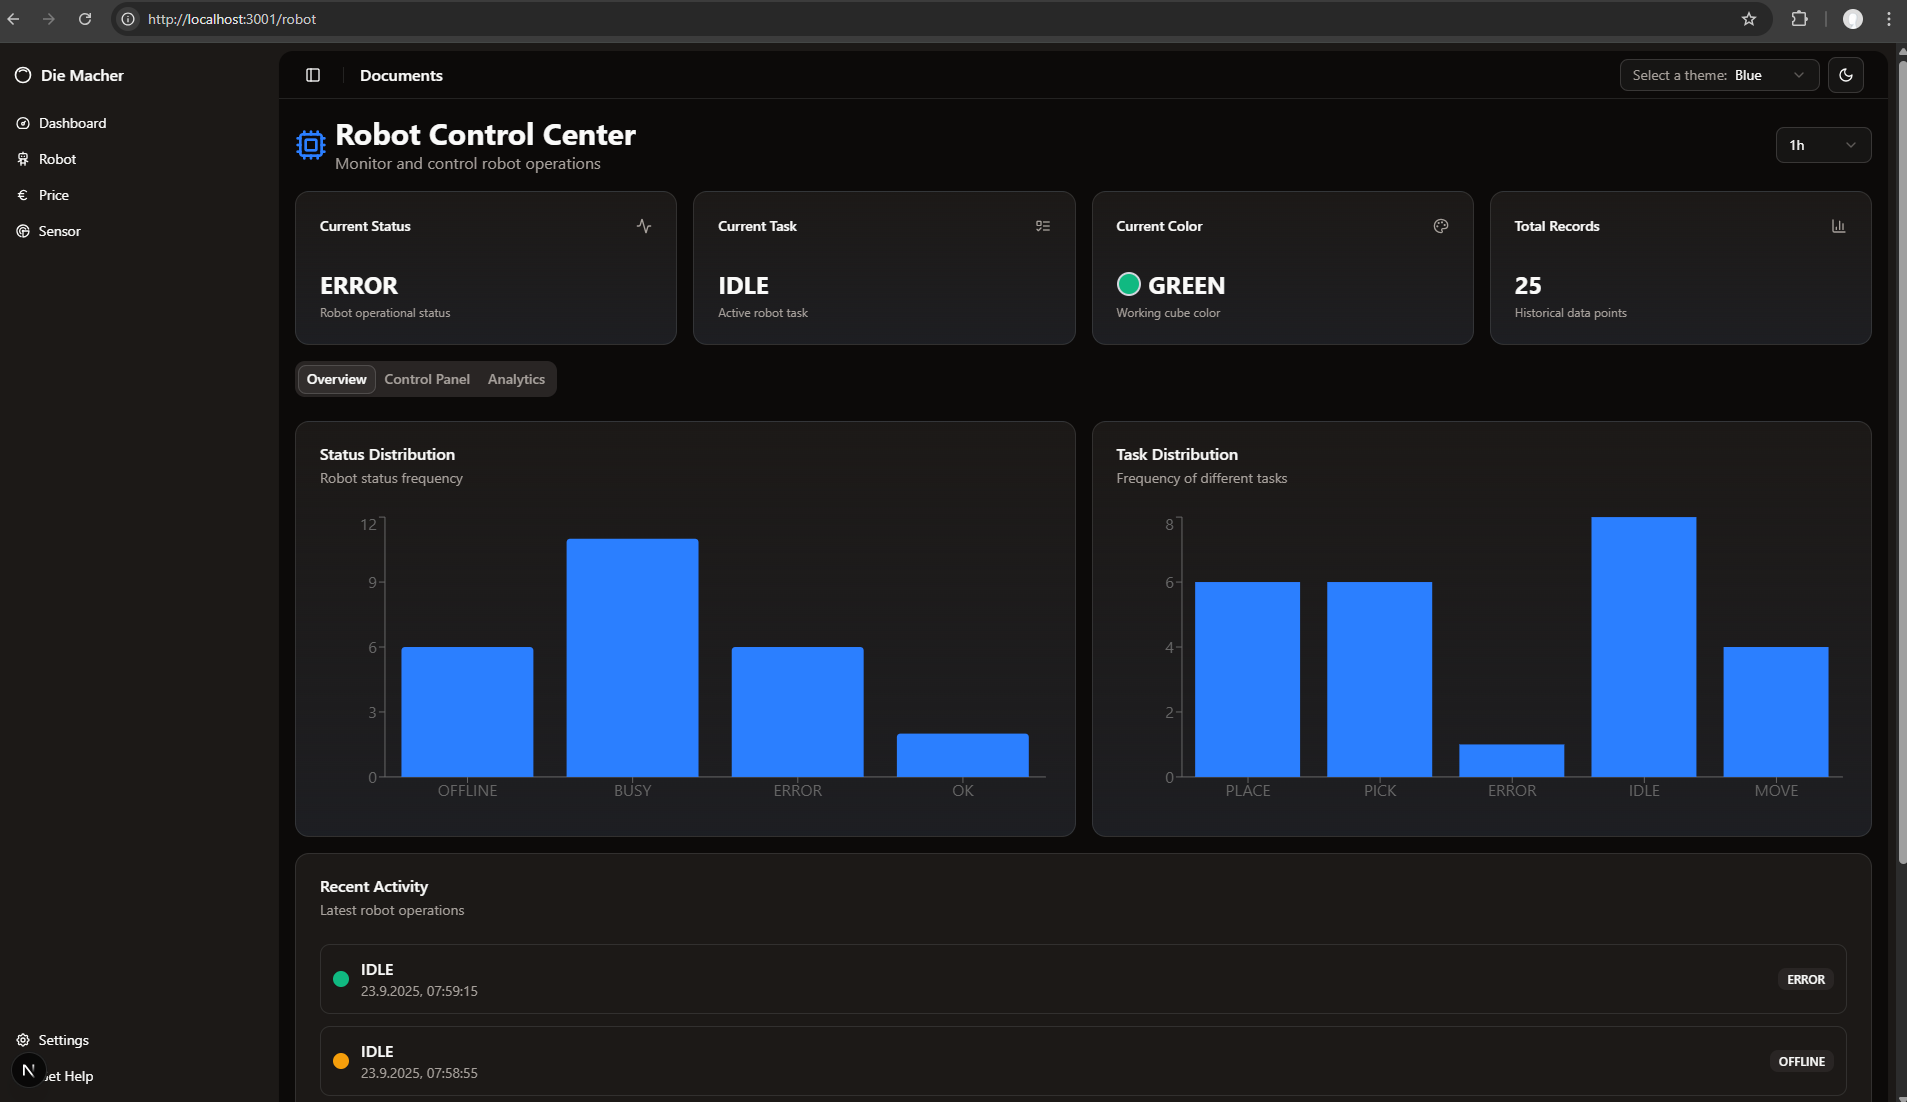 http://localhost:3001/robot
Die Macher
Dashboard
Robot
Price
Sensor
Settings
N
et Help
Documents
Select a theme: Blue
Robot Control Center
Monitor and control robot operations
1h
Current Status
ERROR
Robot operational status
Current Task
IDLE
Active robot task
Current Color
GREEN
Working cube color
Total Records
25
Historical data points
Overview Control Panel Analytics
Status Distribution
Robot status frequency
12
9
6
3
0
OFFLINE BUSY ERROR OK
Task Distribution
Frequency of different tasks
8
6
4
2
0
PLACE PICK ERROR IDLE MOVE
Recent Activity
Latest robot operations
IDLE
23.9.2025, 07:59:15
ERROR
IDLE
23.9.2025, 07:58:55
OFFLINE